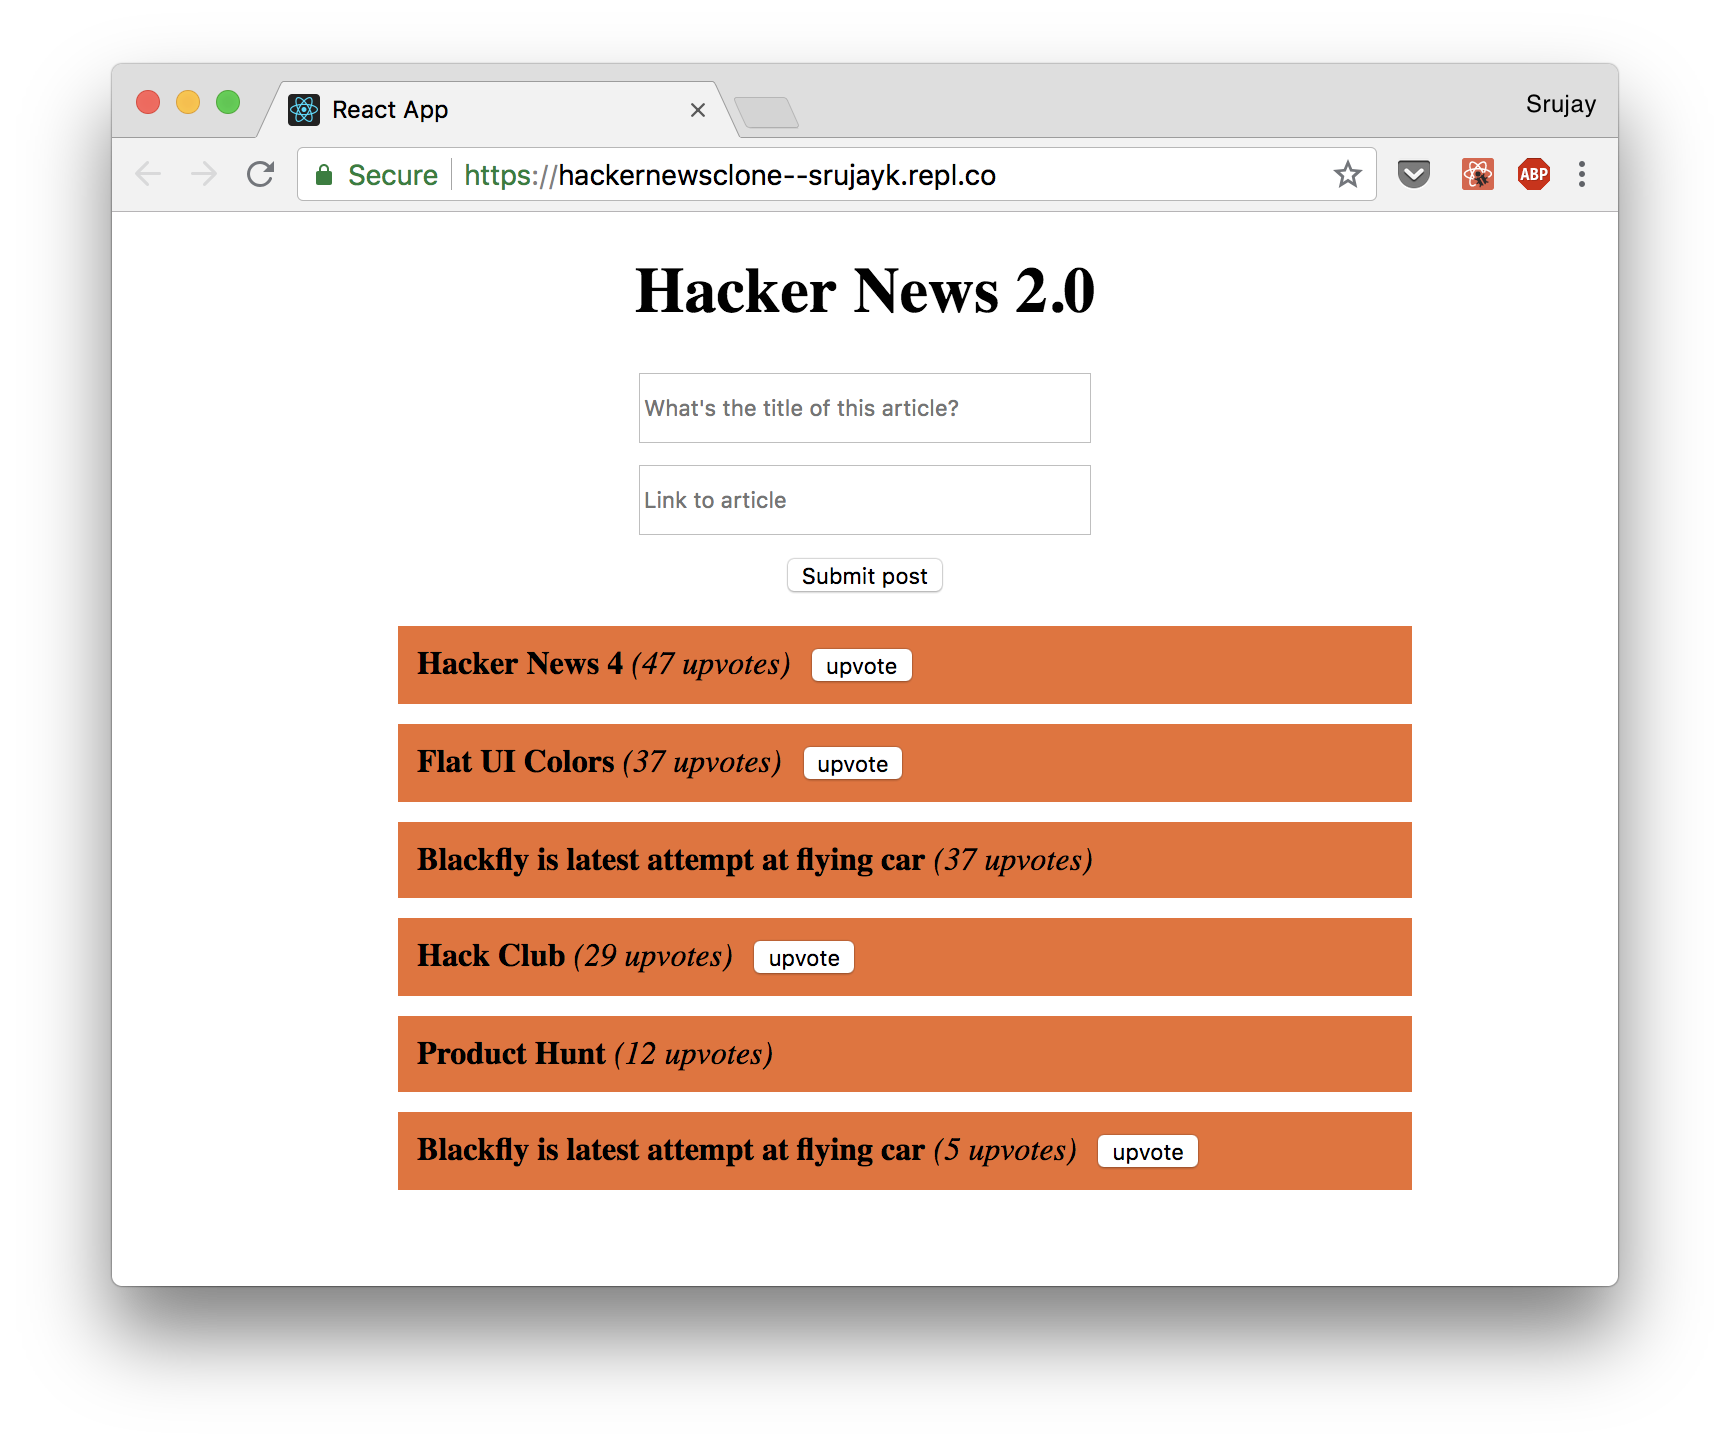 React App
Srujay
Secure https://hackernewsclone--srujayk.repl.co
ABP
Hacker News 2.0
What's the title of this article?
Link to article
Submit post
Hacker News 4 (47 upvotes) upvote
Flat UI Colors (37 upvotes) upvote
Blackfly is latest attempt at flying car (37 upvotes)
Hack Club (29 upvotes) upvote
Product Hunt (12 upvotes)
Blackfly is latest attempt at flying car (5 upvotes) upvote